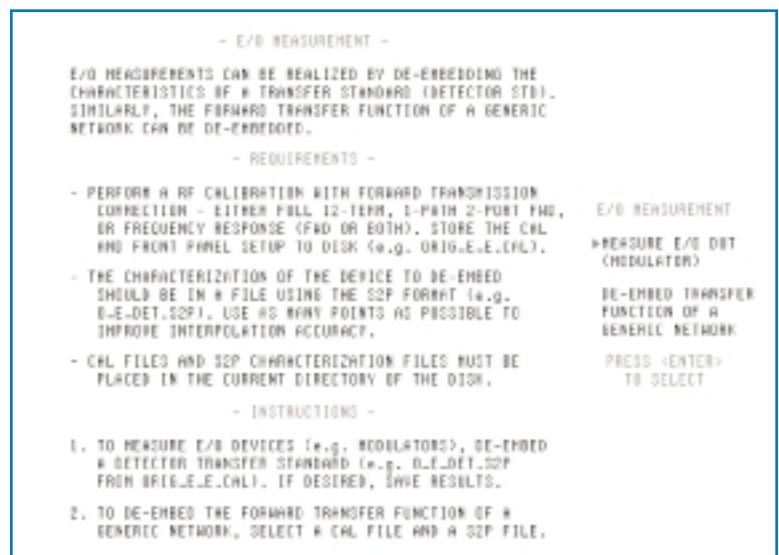 - E/O MEASUREMENT -
E/O MEASUREMENTS CAN BE REALIZED BY DE-EMBEDDING THE
CHARACTERISTICS OF A TRANSFER STANDARD (DETECTOR STD).
SIMILARLY, THE FORWARD TRANSFER FUNCTION OF A GENERIC
NETWORK CAN BE DE-EMBEDDED.
- REQUIREMENTS -
- PERFORM A RF CALIBRATION WITH FORWARD TRANSMISSION
CORRECTION - EITHER FULL 12-TERM, 1-PATH 2-PORT FWD,
OR FREQUENCY RESPONSE (FWD OR BOTH). STORE THE CAL
AND FRONT PANEL SETUP TO DISK (e.g. ORIG_E_E.CAL).
- THE CHARACTERIZATION OF THE DEVICE TO DE-EMBED
SHOULD BE IN A FILE USING THE S2P FORMAT (e.g.
O_E_DET.S2P). USE AS MANY POINTS AS POSSIBLE TO
IMPROVE INTERPOLATION ACCURACY.
- CAL FILES AND S2P CHARACTERIZATION FILES MUST BE
PLACED IN THE CURRENT DIRECTORY OF THE DISK.
- INSTRUCTIONS -
1. TO MEASURE E/O DEVICES (e.g. MODULATORS), DE-EMBED
A DETECTOR TRANSFER STANDARD (e.g. O_E_DET.S2P
FROM ORIG_E_E.CAL). IF DESIRED, SAVE RESULTS.
2. TO DE-EMBED THE FORWARD TRANSFER FUNCTION OF A
GENERIC NETWORK, SELECT A CAL FILE AND A S2P FILE.
E/O MEASUREMENT
►MEASURE E/O DUT
(MODULATOR)
DE-EMBED TRANSFER
FUNCTION OF A
GENERIC NETWORK
PRESS <ENTER>
TO SELECT